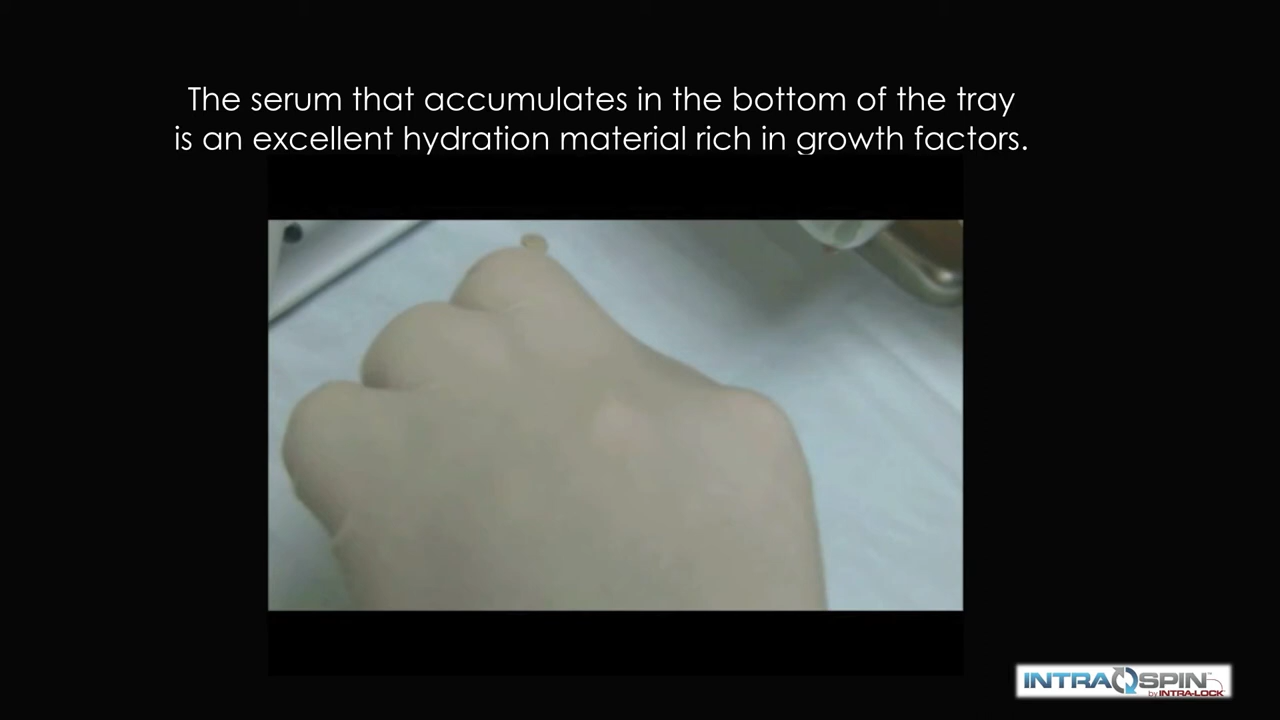 The serum that accumulates in the bottom of the tray
is an excellent hydration material rich in growth factors.
INTRA SPIN™
by INTRA-LOCK